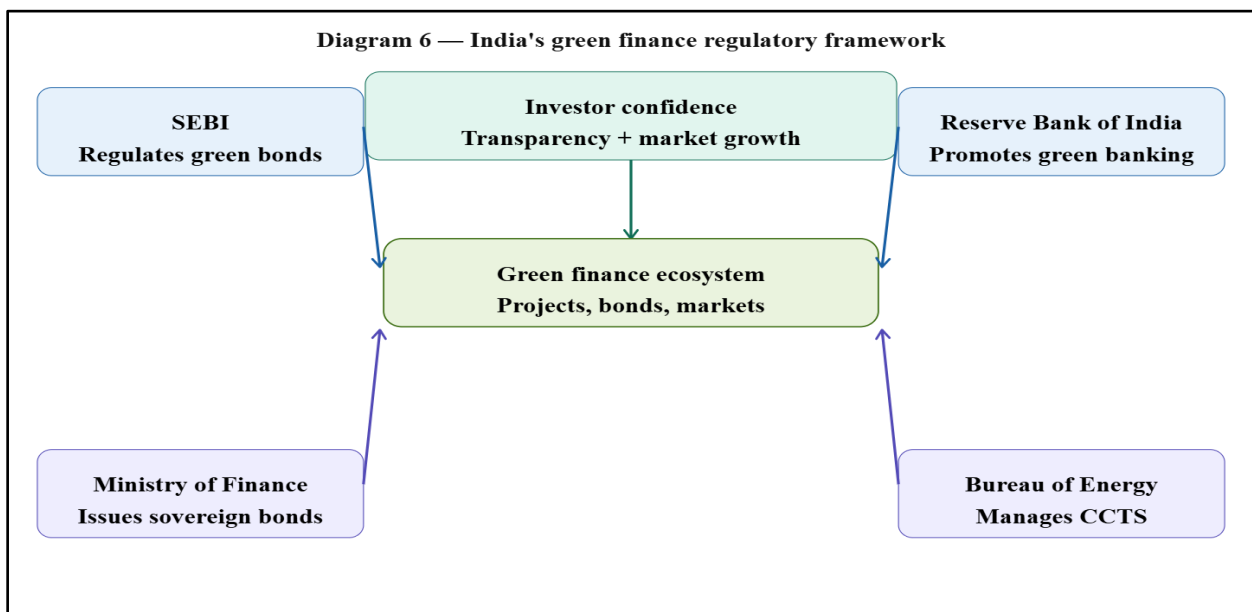 Diagram 6 — India's green finance regulatory framework
SEBI
Regulates green bonds
Investor confidence
Transparency + market growth
Reserve Bank of India
Promotes green banking
Green finance ecosystem
Projects, bonds, markets
Ministry of Finance
Issues sovereign bonds
Bureau of Energy
Manages CCTS